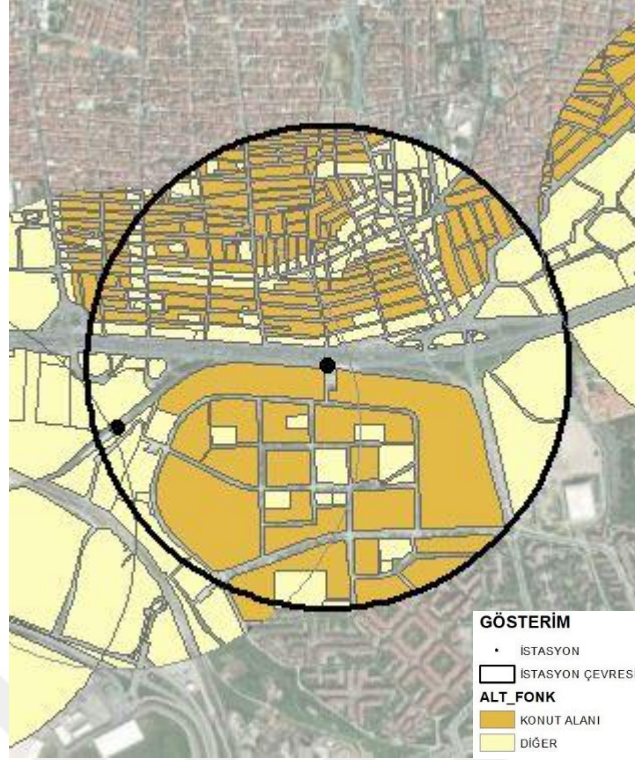 GÖSTERİM
İSTASYON
İSTASYON ÇEVRESİ
ALT_FONK
KONUT ALANI
DİĞER